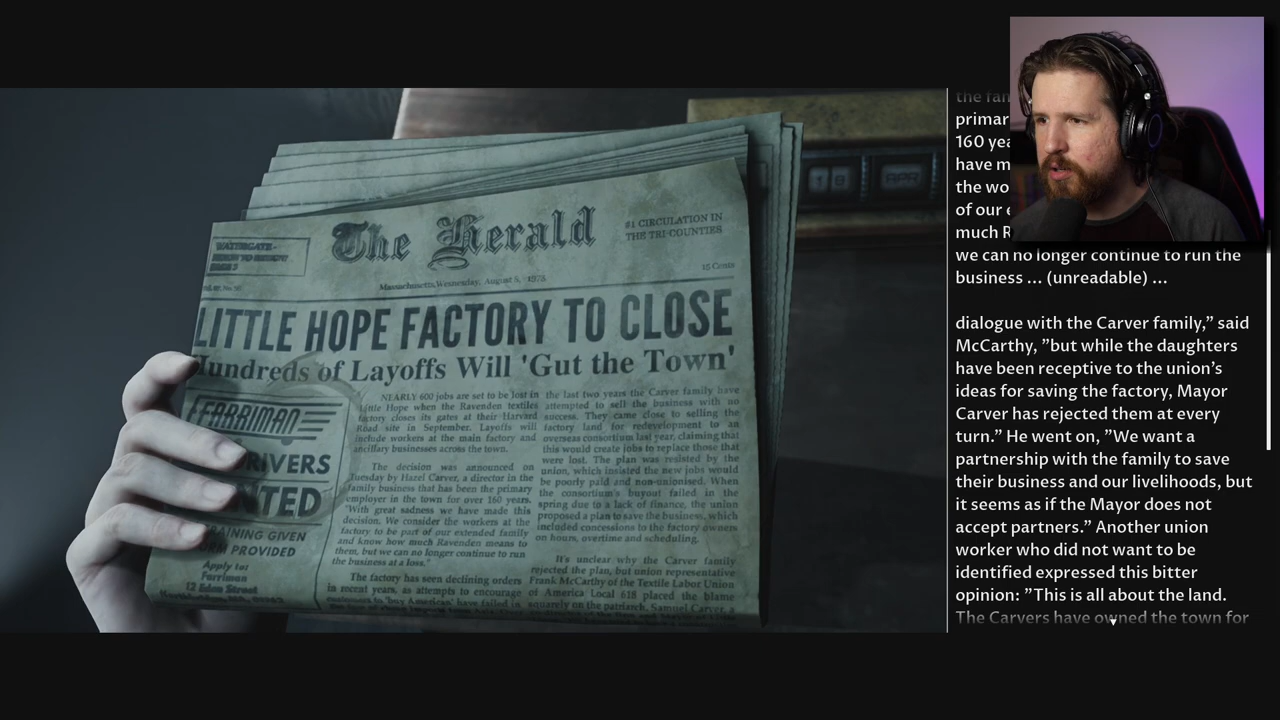 The Herald
#1 CIRCULATION IN
THE TRI-COUNTIES
15 Cents
Massachusetts, Wednesday, August 8, 1973
LITTLE HOPE FACTORY TO CLOSE
Hundreds of Layoffs Will 'Gut the Town'
FARRIMAN
DRIVERS
WANTED
TRAINING GIVEN
PROVIDED
Apply to:
Farriman
12 Eden Street
NEARLY 600 jobs are set to be lost in
Little Hope when the Ravenden textiles
factory closes its gates at their Harvard
Road site in September. Layoffs will
include workers at the main factory and
ancillary businesses across the town.
The decision was announced on
Tuesday by Hazel Carver, a director in the
family business that has been the primary
employer in the town for over 160 years.
"With great sadness we have made this
decision. We consider the workers at the
factory to be part of our extended family
and know how much Ravenden means to
them, but we can no longer continue to run
the business at a loss."
The factory has seen declining orders
in recent years, as attempts to encourage
customers to 'buy American' have failed in
the last two years the Carver family have
attempted to sell the business with no
success. They came close to selling the
factory land for redevelopment to an
overseas consortium last year, claiming that
this would create jobs to replace those that
were lost. The plan was resisted by the
union, which insisted the new jobs would
be poorly paid and non-unionised. When
the consortium's buyout failed in the
spring due to a lack of finance, the union
proposed a plan to save the business, which
included concessions to the factory owners
on hours, overtime and scheduling.
It's unclear why the Carver family
rejected the plan, but union representative
Frank McCarthy of the Textile Labor Union
of America Local 618 placed the blame
squarely on the patriarch, Samuel Carver, a
18 APR
the fam
primar
160 yea
have m
the wo
of our e
much R
we can no longer continue to run the
business ... (unreadable) ...
dialogue with the Carver family,” said
McCarthy, ”but while the daughters
have been receptive to the union’s
ideas for saving the factory, Mayor
Carver has rejected them at every
turn.” He went on, ”We want a
partnership with the family to save
their business and our livelihoods, but
it seems as if the Mayor does not
accept partners.” Another union
worker who did not want to be
identified expressed this bitter
opinion: ”This is all about the land.
The Carvers have owned the town for